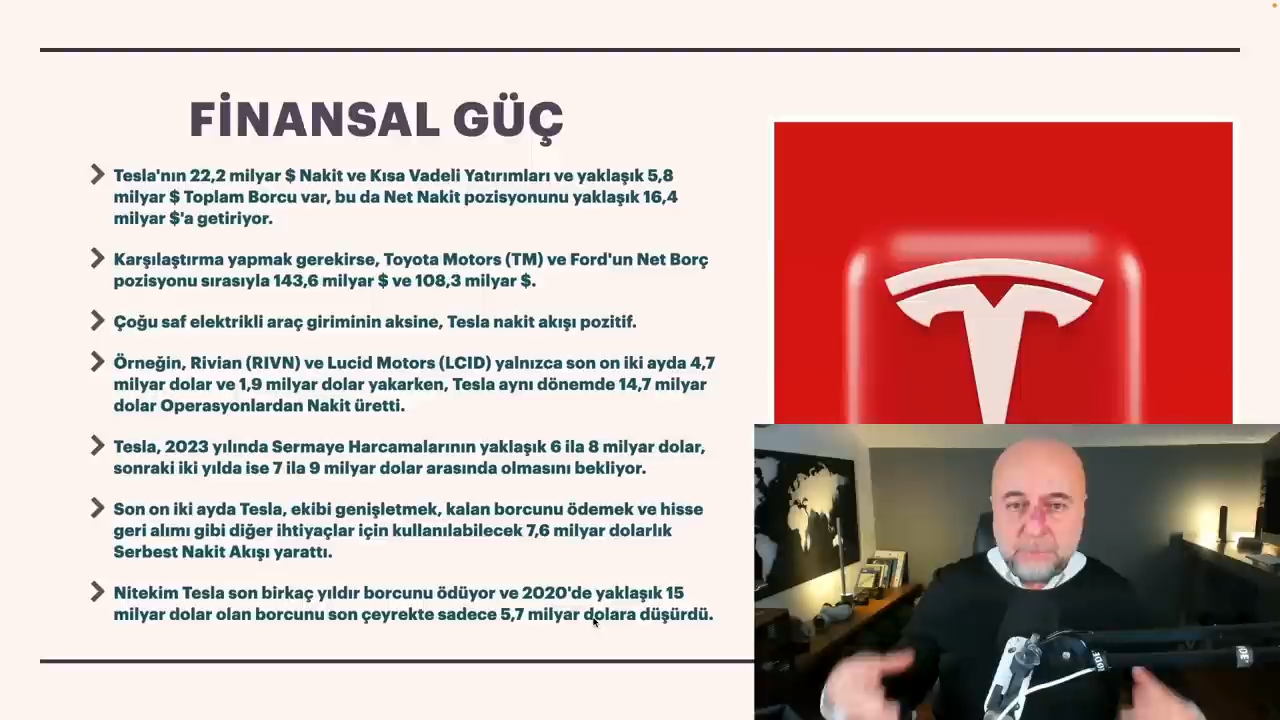 FİNANSAL GÜÇ
Tesla'nın 22,2 milyar $ Nakit ve Kısa Vadeli Yatırımları ve yaklaşık 5,8
milyar $ Toplam Borcu var, bu da Net Nakit pozisyonunu yaklaşık 16,4
milyar $'a getiriyor.
Karşılaştırma yapmak gerekirse, Toyota Motors (TM) ve Ford'un Net Borç
pozisyonu sırasıyla 143,6 milyar $ ve 108,3 milyar $.
Çoğu saf elektrikli araç giriminin aksine, Tesla nakit akışı pozitif.
Örneğin, Rivian (RIVN) ve Lucid Motors (LCID) yalnızca son on iki ayda 4,7
milyar dolar ve 1,9 milyar dolar yakarken, Tesla aynı dönemde 14,7 milyar
dolar Operasyonlardan Nakit üretti.
Tesla, 2023 yılında Sermaye Harcamalarının yaklaşık 6 ila 8 milyar dolar,
sonraki iki yılda ise 7 ila 9 milyar dolar arasında olmasını bekliyor.
Son on iki ayda Tesla, ekibi genişletmek, kalan borcunu ödemek ve hisse
geri alımı gibi diğer ihtiyaçlar için kullanılabilecek 7,6 milyar dolarlık
Serbest Nakit Akışı yarattı.
Nitekim Tesla son birkaç yıldır borcunu ödüyor ve 2020'de yaklaşık 15
milyar dolar olan borcunu son çeyrekte sadece 5,7 milyar dolara düşürdü.